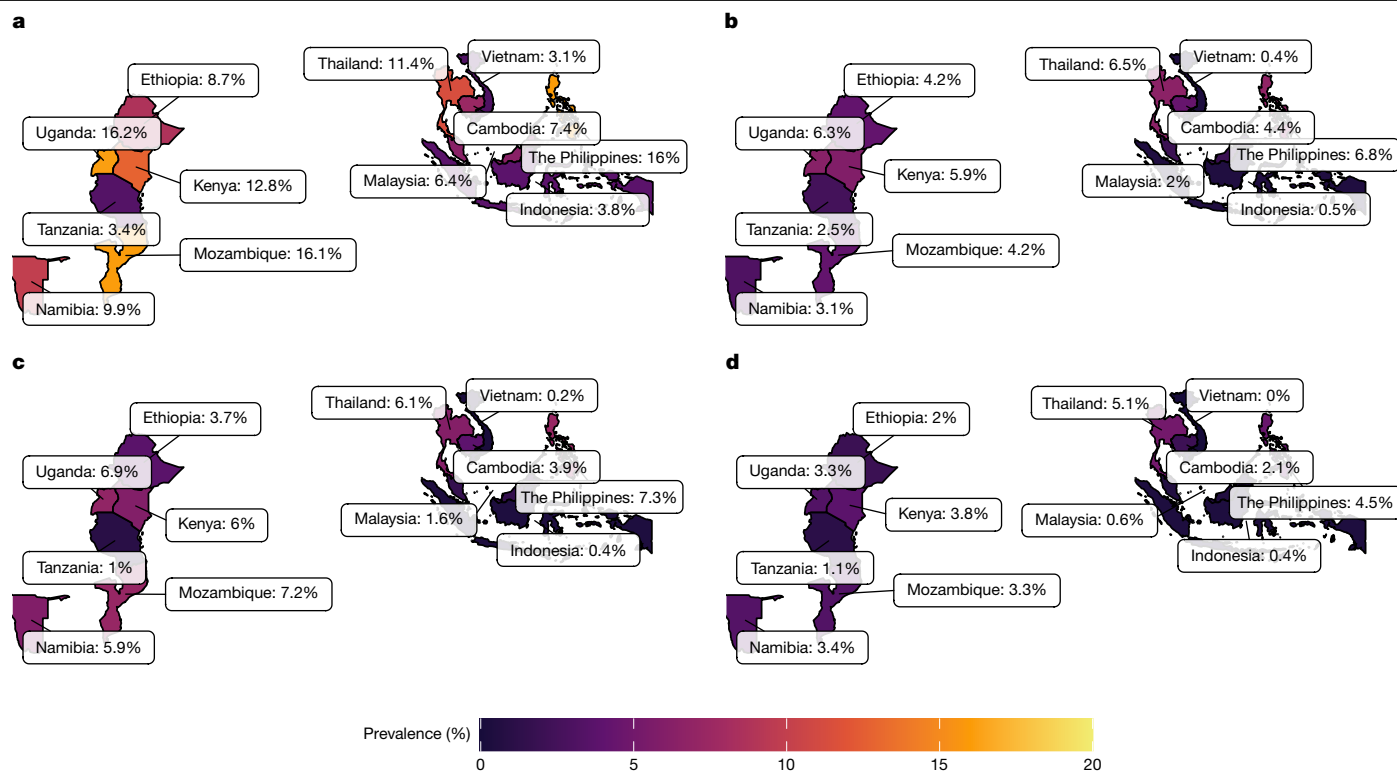 a
Ethiopia: 8.7%
Uganda: 16.2%
Kenya: 12.8%
Tanzania: 3.4%
Mozambique: 16.1%
Namibia: 9.9%
Thailand: 11.4%
Vietnam: 3.1%
Cambodia: 7.4%
The Philippines: 16%
Malaysia: 6.4%
Indonesia: 3.8%
b
Ethiopia: 4.2%
Uganda: 6.3%
Kenya: 5.9%
Tanzania: 2.5%
Mozambique: 4.2%
Namibia: 3.1%
Thailand: 6.5%
Vietnam: 0.4%
Cambodia: 4.4%
The Philippines: 6.8%
Malaysia: 2%
Indonesia: 0.5%
c
Ethiopia: 3.7%
Uganda: 6.9%
Kenya: 6%
Tanzania: 1%
Mozambique: 7.2%
Namibia: 5.9%
Thailand: 6.1%
Vietnam: 0.2%
Cambodia: 3.9%
The Philippines: 7.3%
Malaysia: 1.6%
Indonesia: 0.4%
d
Ethiopia: 2%
Uganda: 3.3%
Kenya: 3.8%
Tanzania: 1.1%
Mozambique: 3.3%
Namibia: 3.4%
Thailand: 5.1%
Vietnam: 0%
Cambodia: 2.1%
The Philippines: 4.5%
Malaysia: 0.6%
Indonesia: 0.4%
Prevalence (%)
0 5 10 15 20